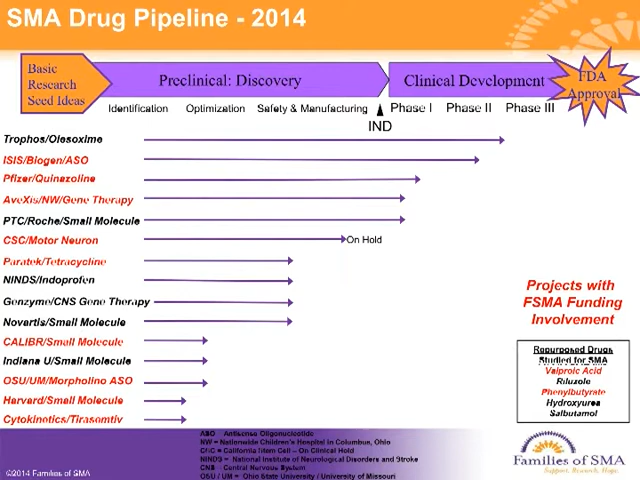 SMA Drug Pipeline - 2014
Basic
Research
Seed Ideas
Preclinical: Discovery
Clinical Development
FDA
Approval
Identification Optimization Safety & Manufacturing Phase I Phase II Phase III
IND
Trophos/Olesoxime
ISIS/Biogen/ASO
Pfizer/Quinazoline
AveXis/NW/Gene Therapy
PTC/Roche/Small Molecule
CSC/Motor Neuron On Hold
Paratek/Tetracycline
NINDS/Indoprofen
Genzyme/CNS Gene Therapy
Novartis/Small Molecule
CALIBR/Small Molecule
Indiana U/Small Molecule
OSU/UM/Morpholino ASO
Harvard/Small Molecule
Cytokinetics/Tirasemtiv
Projects with
FSMA Funding
Involvement
Repurposed Drugs
Studied for SMA
Valproic Acid
Riluzole
Phenylbutyrate
Hydroxyurea
Salbutamol
Antisense Oligonucleotide
NW = Nationwide Children's Hospital in Columbus, Ohio
California Stem Cell – On Clinical Hold
NINDS = National Institute of Neurological Disorders and Stroke
CNS = Central Nervous System
OSU / UM = Ohio State University / University of Missouri
©2014 Families of SMA
Families of SMA
Support. Research. Hope.